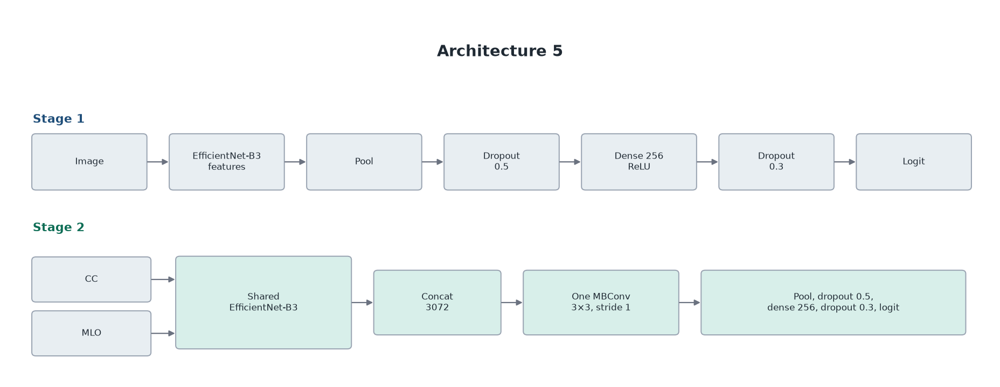 Architecture 5
Stage 1
Image
EfficientNet-B3
features
Pool
Dropout
0.5
Dense 256
ReLU
Dropout
0.3
Logit
Stage 2
CC
MLO
Shared
EfficientNet-B3
Concat
3072
One MBConv
3×3, stride 1
Pool, dropout 0.5,
dense 256, dropout 0.3, logit